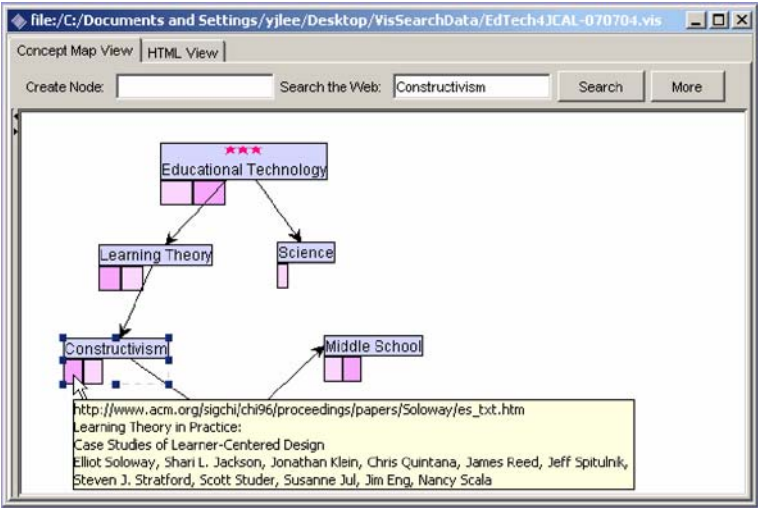 file:/C:/Documents and Settings/yjlee/Desktop/VisSearchData/EdTech4JCAL-070704.vis
Concept Map View HTML View
Create Node: Search the Web: Constructivism Search More
Educational Technology
Learning Theory Science
Constructivism Middle School
http://www.acm.org/sigchi/chi96/proceedings/papers/Soloway/es_txt.htm
Learning Theory in Practice:
Case Studies of Learner-Centered Design
Elliot Soloway, Shari L. Jackson, Jonathan Klein, Chris Quintana, James Reed, Jeff Spitulnik,
Steven J. Stratford, Scott Studer, Susanne Jul, Jim Eng, Nancy Scala